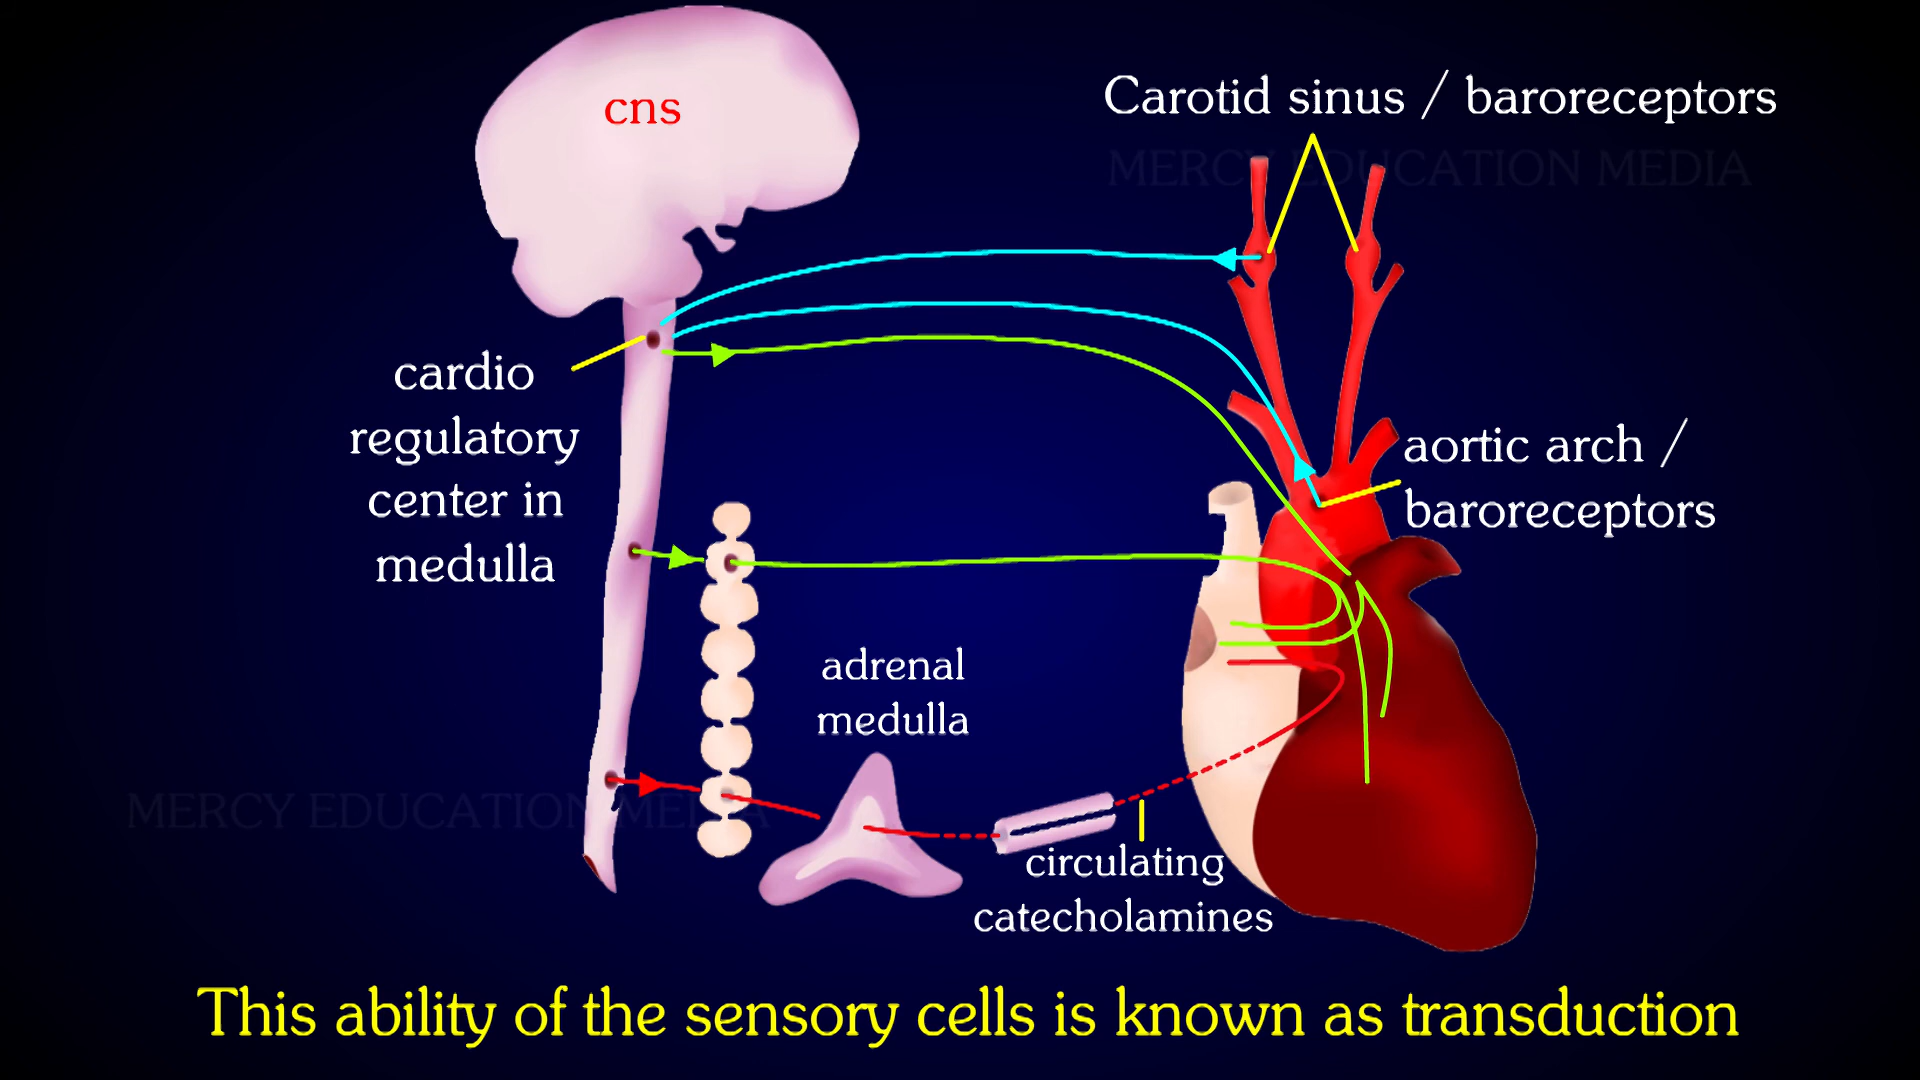 cns
Carotid sinus / baroreceptors
MERCY EDUCATION MEDIA
cardio
regulatory
center in
medulla
aortic arch /
baroreceptors
adrenal
medulla
MERCY EDUCATION MEDIA
circulating
catecholamines
This ability of the sensory cells is known as transduction